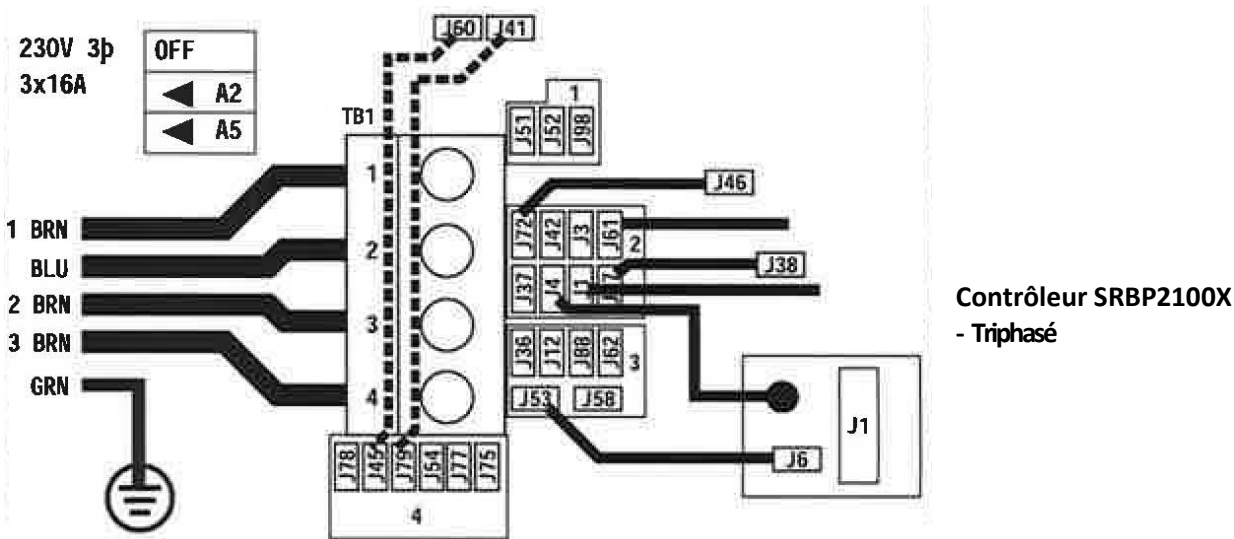 230V 3þ
3x16A
OFF
◀ A2
◀ A5
J60 J41
TB1
1
J51 J52 J98
1
2
3
4
1 BRN
BLU
2 BRN
3 BRN
GRN
J46
J72 J42 J3 J61
2
J38
J37 J4 J1
J36 J12 J88 J62
3
J53 J58
J1
J6
J78 J45 J79 J54 J77 J75
4
Contrôleur SRBP2100X
- Triphasé